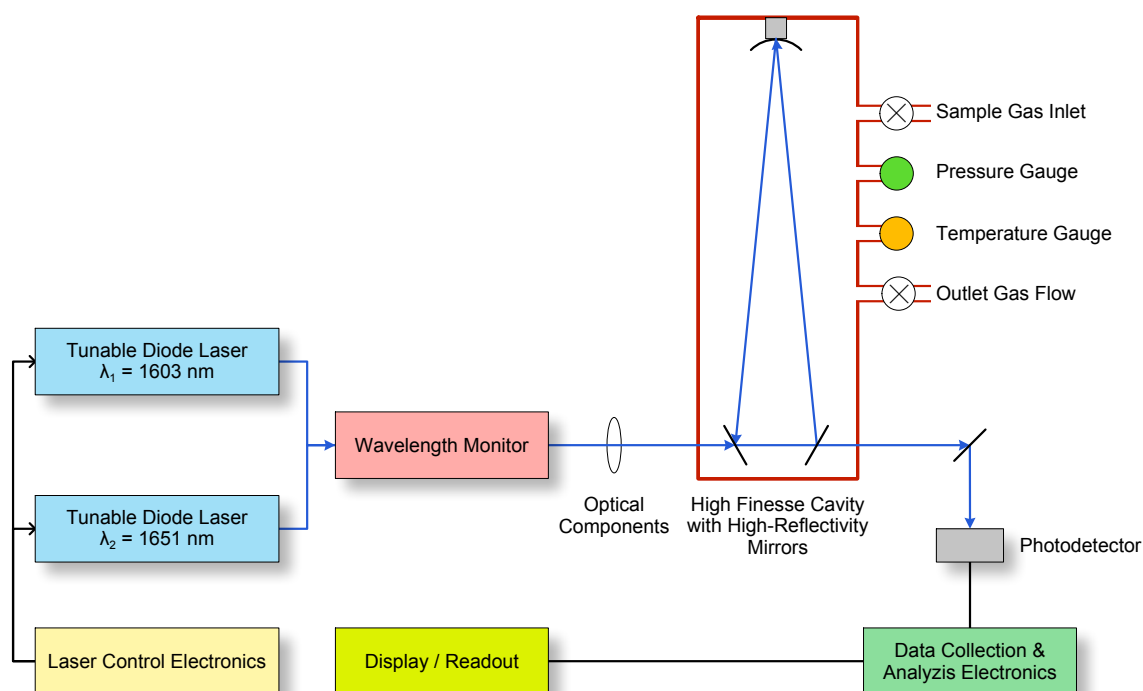 Sample Gas Inlet
Pressure Gauge
Temperature Gauge
Outlet Gas Flow
Tunable Diode Laser
λ₁ = 1603 nm
Wavelength Monitor
Tunable Diode Laser
λ₂ = 1651 nm
Optical
Components
High Finesse Cavity
with High-Reflectivity
Mirrors
Photodetector
Laser Control Electronics
Display / Readout
Data Collection &
Analyzis Electronics